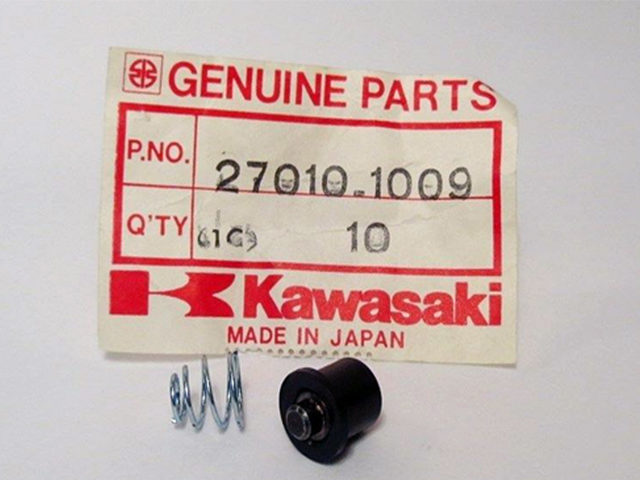 GENUINE PARTS
P.NO. 27010-1009
Q'TY 10
Kawasaki
MADE IN JAPAN